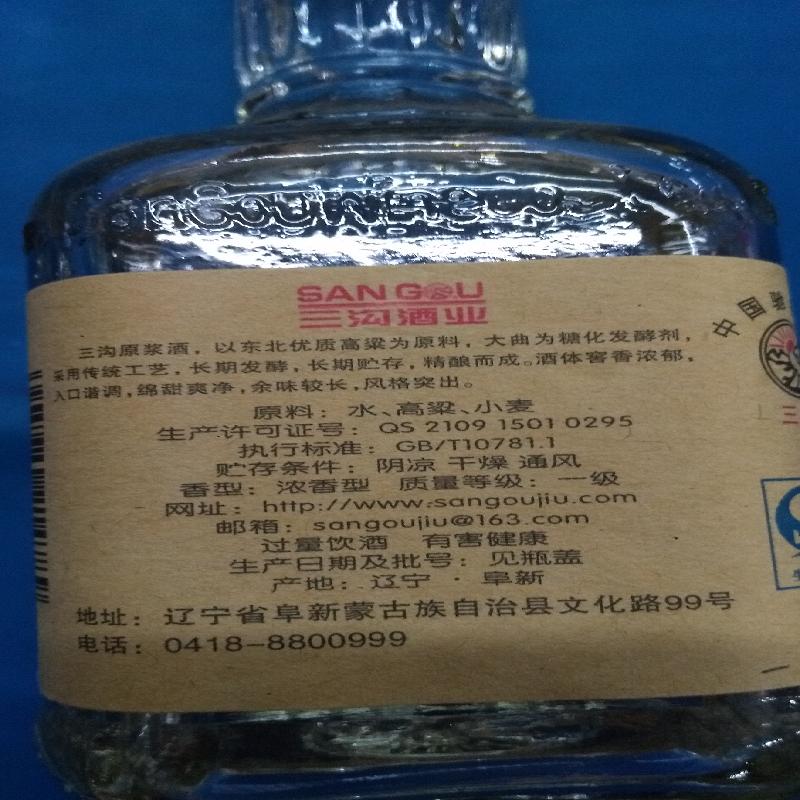 SANGOU
三沟酒业
三沟原浆酒，以东北优质高粱为原料，大曲为糖化发酵剂，
采用传统工艺，长期发酵，长期贮存，精酿而成。酒体窖香浓郁，
入口谐调，绵甜爽净，余味较长，风格突出。
原料：水、高粱、小麦
生产许可证号：QS 2109 1501 0295
执行标准：GB/T10781.1
贮存条件：阴凉 干燥 通风
香型：浓香型 质量等级：一级
网址：http://www.sangoujiu.com
邮箱：sangoujiu@163.com
过量饮酒 有害健康
生产日期及批号：见瓶盖
产地：辽宁·阜新
地址：辽宁省阜新蒙古族自治县文化路99号
电话：0418-8800999
中国
三